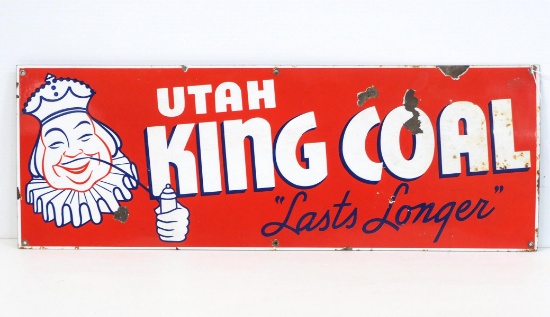 UTAH
KING COAL
"Lasts Longer"